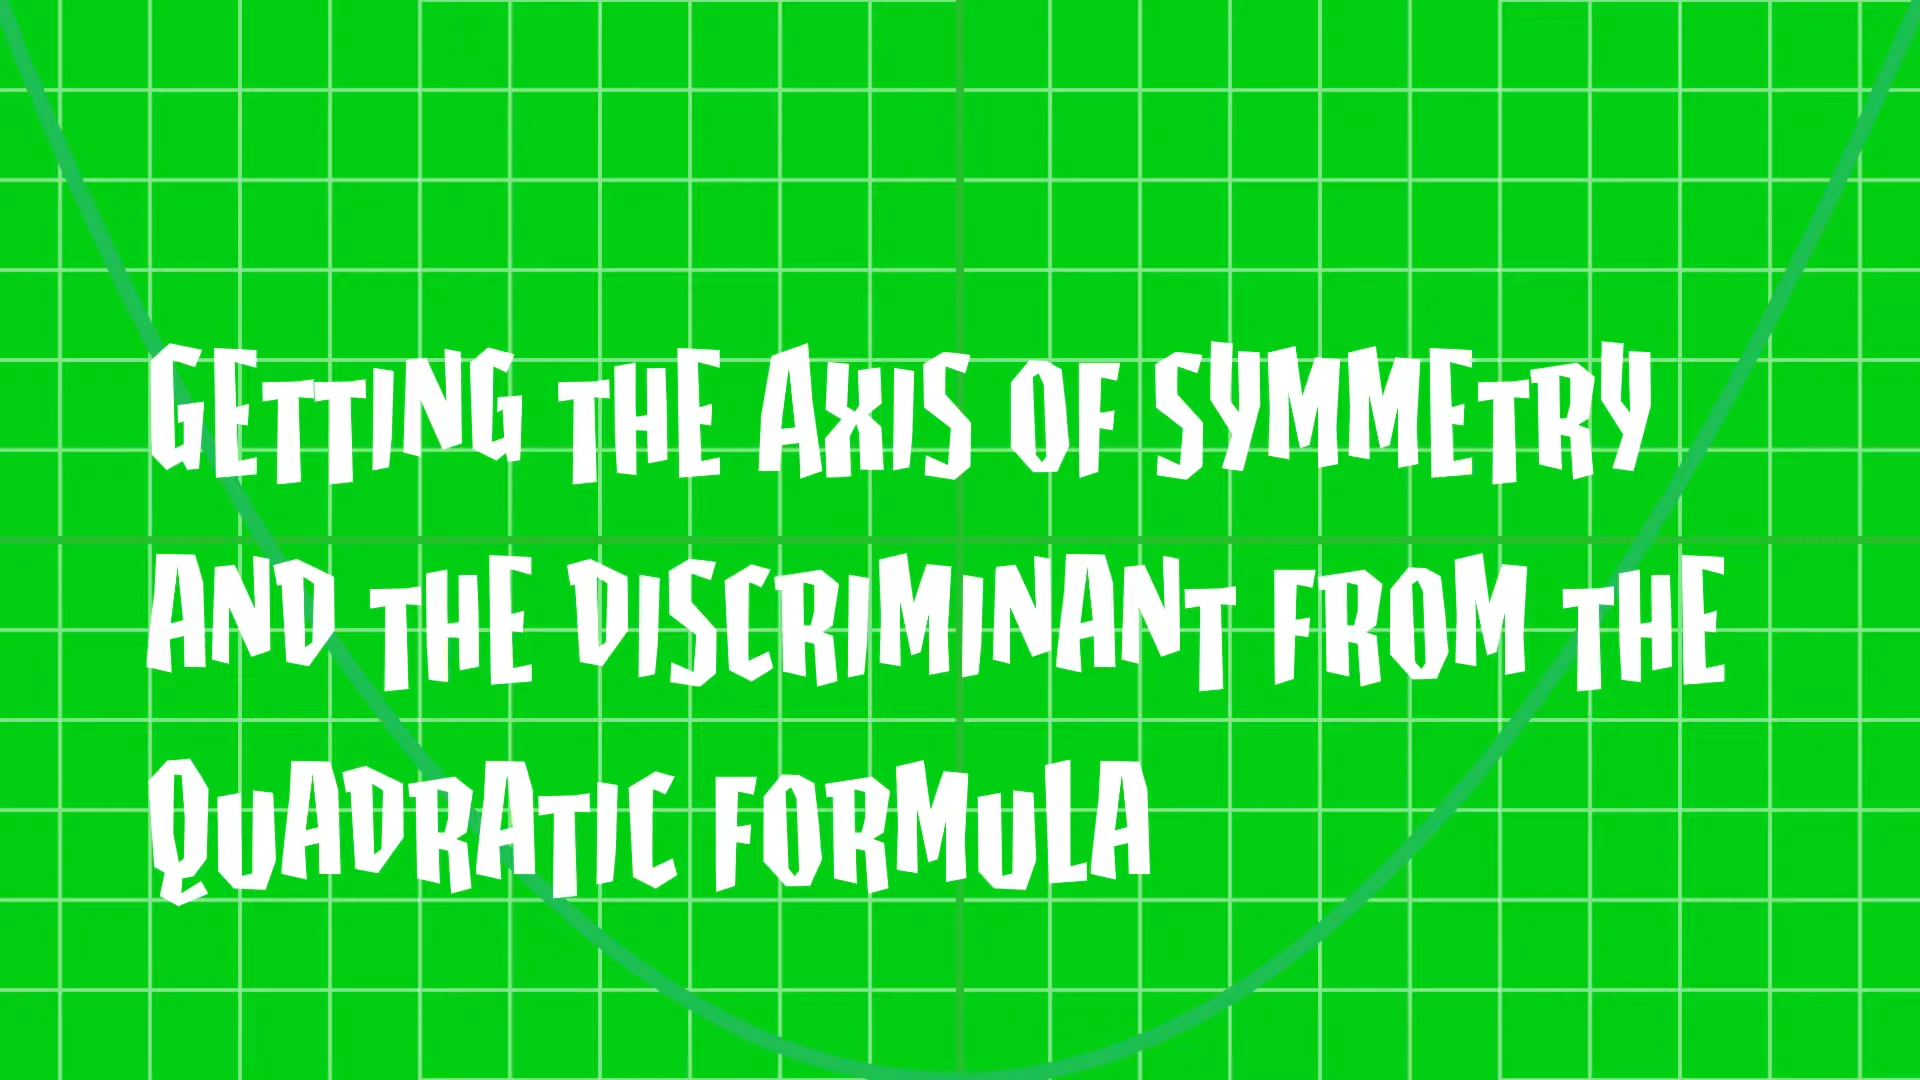 Getting the Axis of Symmetry
and the discriminant from the
Quadratic formula